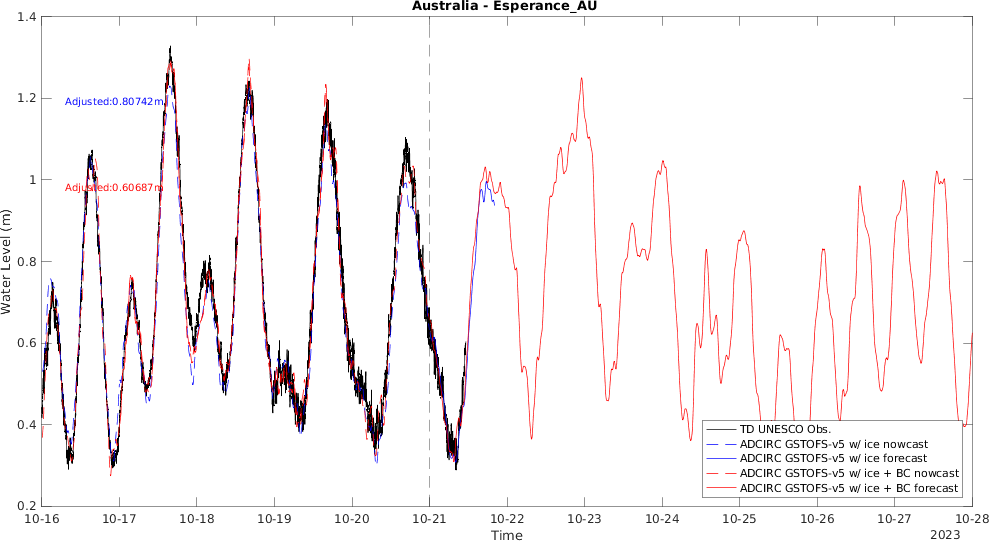 Australia - Esperance_AU
1.4
1.2
1
0.8
0.6
0.4
0.2
Water Level (m)
Adjusted:0.80742m
Adjusted:0.60687m
TD UNESCO Obs.
ADCIRC GSTOFS-v5 w/ ice nowcast
ADCIRC GSTOFS-v5 w/ ice forecast
ADCIRC GSTOFS-v5 w/ ice + BC nowcast
ADCIRC GSTOFS-v5 w/ ice + BC forecast
10-16 10-17 10-18 10-19 10-20 10-21 10-22 10-23 10-24 10-25 10-26 10-27 10-28
Time
2023